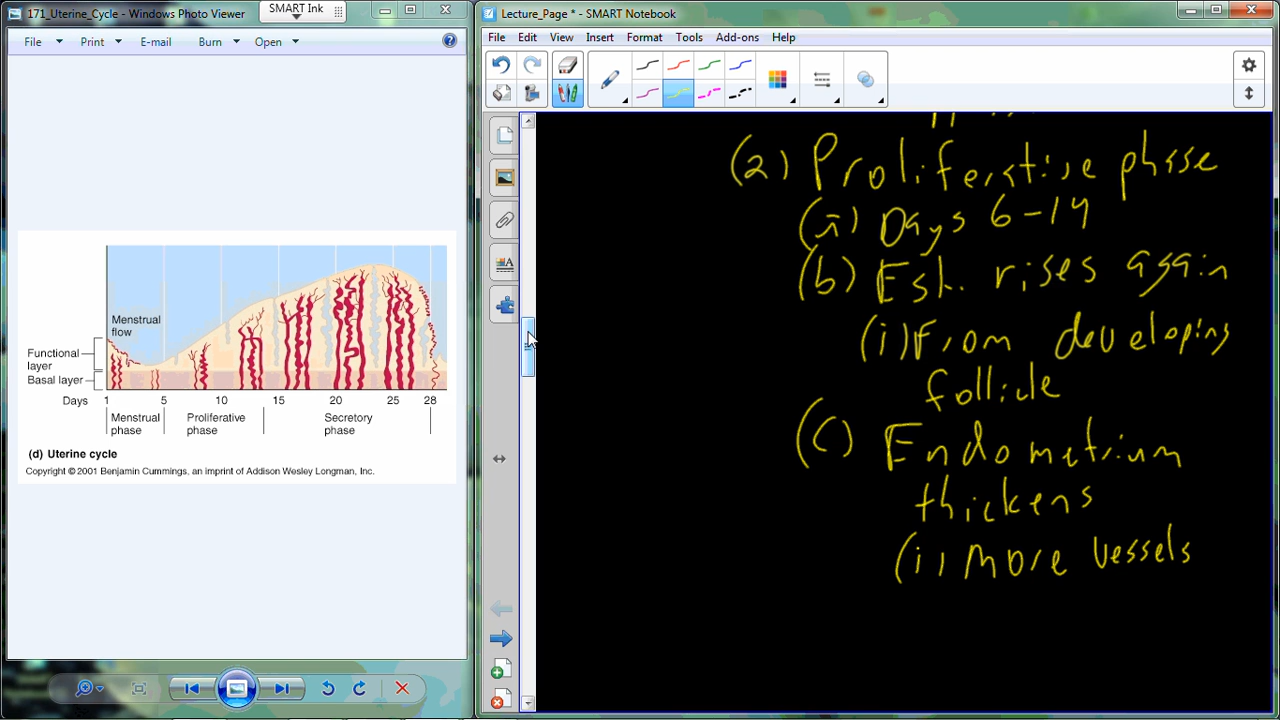 171_Uterine_Cycle - Windows Photo Viewer
SMART Ink
File Print E-mail Burn Open
Menstrual
flow
Functional
layer
Basal layer
Days 1 5 10 15 20 25 28
Menstrual
phase
Proliferative
phase
Secretory
phase
(d) Uterine cycle
Copyright © 2001 Benjamin Cummings, an imprint of Addison Wesley Longman, Inc.
Lecture_Page * - SMART Notebook
File Edit View Insert Format Tools Add-ons Help
(2) Proliferative phase
(a) Days 6-14
(b) Est. rises again
(i) From developing
follicle
(c) Endometrium
thickens
(i) More vessels